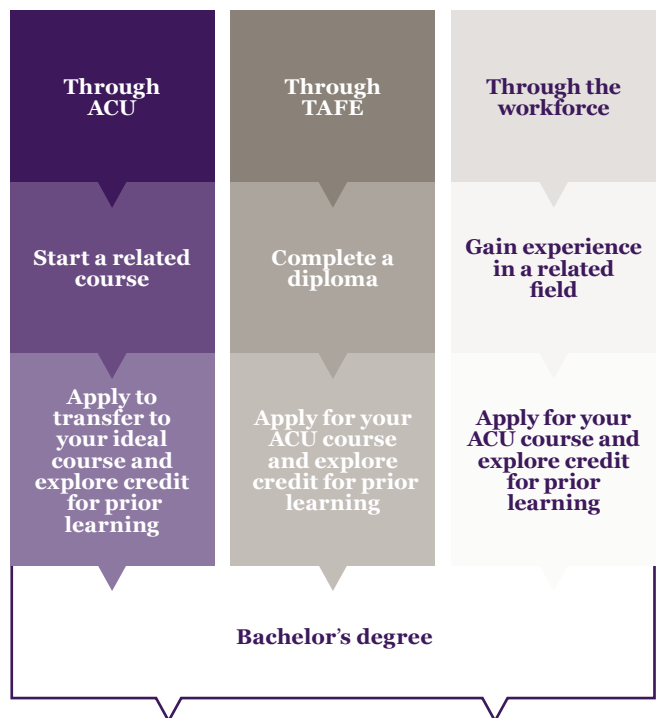 Through
ACU
Start a related
course
Apply to
transfer to
your ideal
course and
explore credit
for prior
learning
Through
TAFE
Complete a
diploma
Apply for your
ACU course
and explore
credit for prior
learning
Through the
workforce
Gain experience
in a related
field
Apply for your
ACU course and
explore credit
for prior
learning
Bachelor’s degree